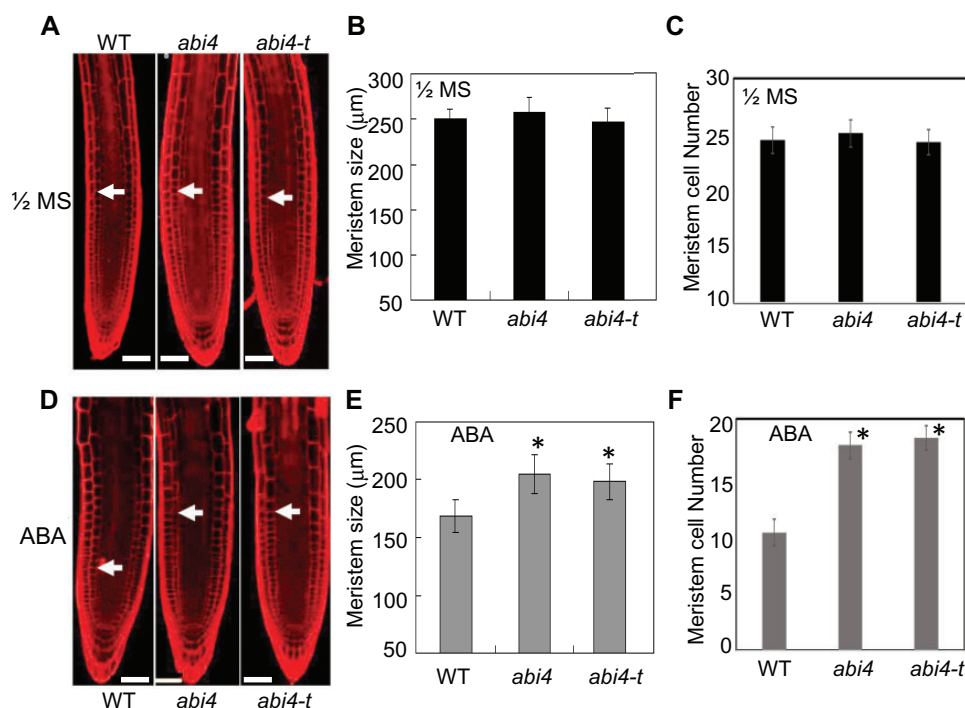 A
WT abi4 abi4-t
½ MS
B
½ MS
Meristem size (μm)
300
250
200
150
100
50
WT abi4 abi4-t
C
½ MS
Meristem cell Number
30
25
20
15
10
WT abi4 abi4-t
D
ABA
WT abi4 abi4-t
E
ABA
Meristem size (μm)
250
200
150
100
50
* *
WT abi4 abi4-t
F
ABA
Meristem cell Number
20
15
10
5
0
* *
WT abi4 abi4-t